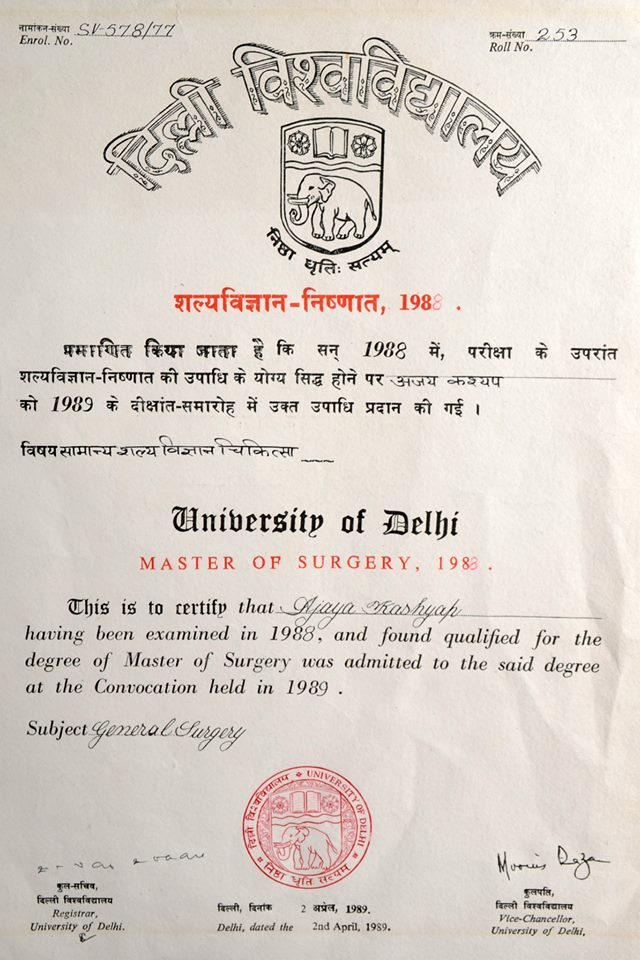 नामांकन-संख्या SV-578/77
Enrol. No.
क्रम-संख्या 253
Roll No.
दिल्ली विश्वविद्यालय
निष्ठा धृतिः सत्यम्
शल्यविज्ञान-निष्णात, 1988 .
प्रमाणित किया जाता है कि सन् 1988 में, परीक्षा के उपरांत
शल्यविज्ञान-निष्णात की उपाधि के योग्य सिद्ध होने पर अजय कश्यप
को 1989 के दीक्षांत-समारोह में उक्त उपाधि प्रदान की गई ।
विषय सामान्य शल्य विज्ञान चिकित्सा
University of Delhi
MASTER OF SURGERY, 1988 .
This is to certify that Ajaya Kashyap
having been examined in 1988, and found qualified for the
degree of Master of Surgery was admitted to the said degree
at the Convocation held in 1989 .
Subject General Surgery
दिल्ली विश्वविद्यालय UNIVERSITY OF DELHI
निष्ठा धृति सत्यम्
कुल-सचिव,
दिल्ली विश्वविद्यालय
Registrar,
University of Delhi.
दिल्ली, दिनांक 2 अप्रेल, 1989.
Delhi, dated the 2nd April, 1989.
Moonis Raza
कुलपति,
दिल्ली विश्वविद्यालय
Vice-Chancellor,
University of Delhi,